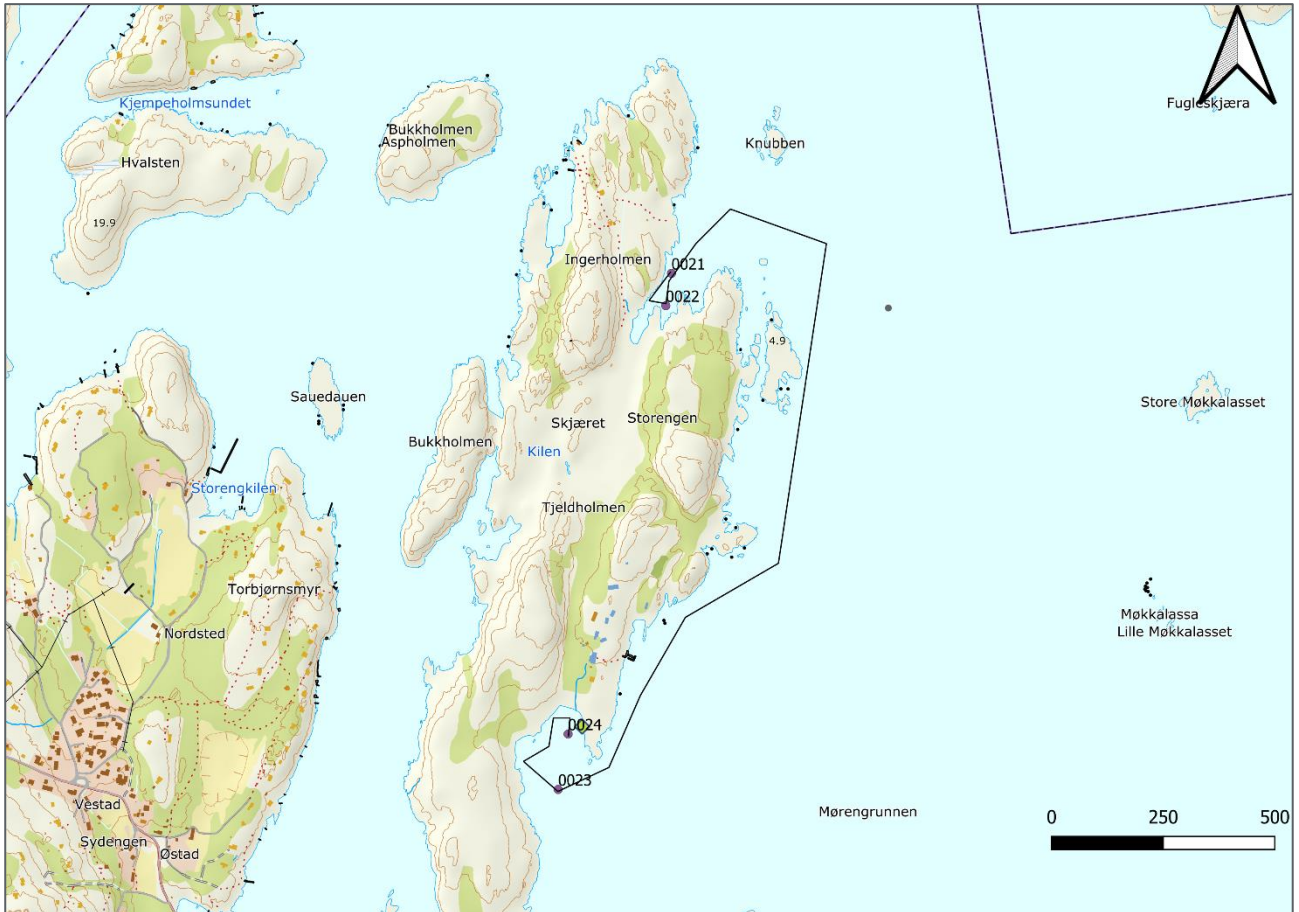 Kjempeholmsundet
Fugleskjæra
Bukkholmen
Aspholmen
Knubben
Hvalsten
19.9
Ingerholmen
0021
0022
4.9
Sauedauen
Store Møkkalasset
Skjæret
Storengen
Bukkholmen
Kilen
Storengkilen
Tjeldholmen
Torbjørnsmyr
Møkkalassa
Lille Møkkalasset
Nordsted
0024
0023
Vestad
Mørengrunnen
0 250 500
Sydengen
Østad